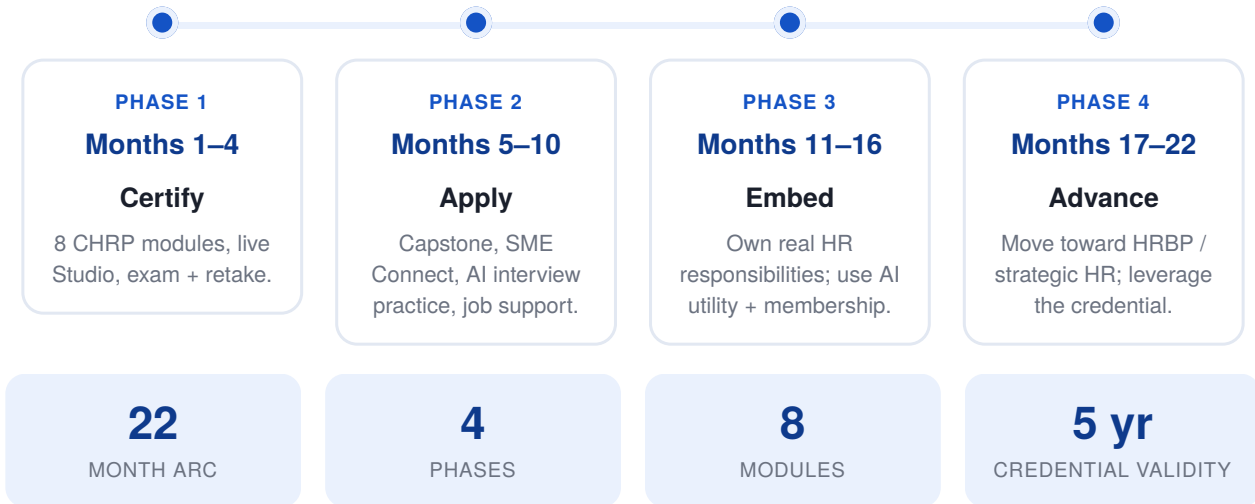 PHASE 1
Months 1–4
Certify
8 CHRP modules, live
Studio, exam + retake.
PHASE 2
Months 5–10
Apply
Capstone, SME
Connect, AI interview
practice, job support.
PHASE 3
Months 11–16
Embed
Own real HR
responsibilities; use AI
utility + membership.
PHASE 4
Months 17–22
Advance
Move toward HRBP /
strategic HR; leverage
the credential.
22
MONTH ARC
4
PHASES
8
MODULES
5 yr
CREDENTIAL VALIDITY